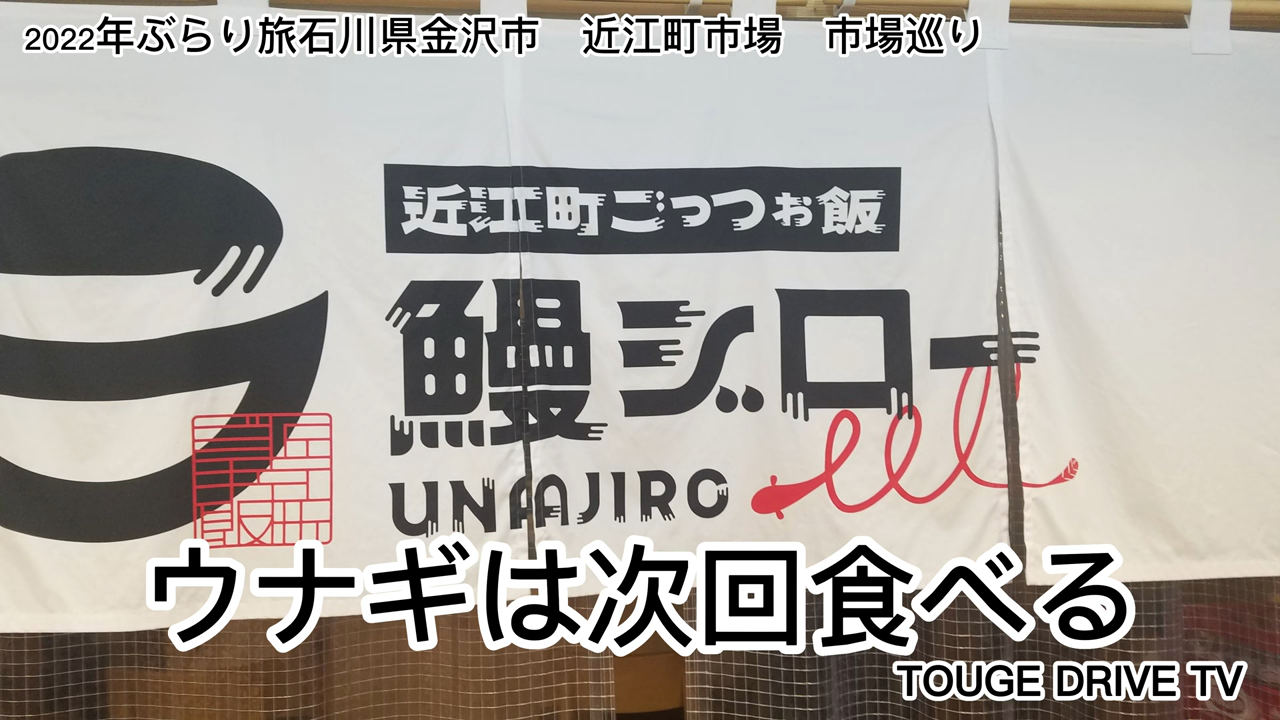 2022年ぶらり旅石川県金沢市　近江町市場　市場巡り
近江町ごっつぉ飯
鰻ジロー
UNAJIRO
ウナギは次回食べる
TOUGE DRIVE TV